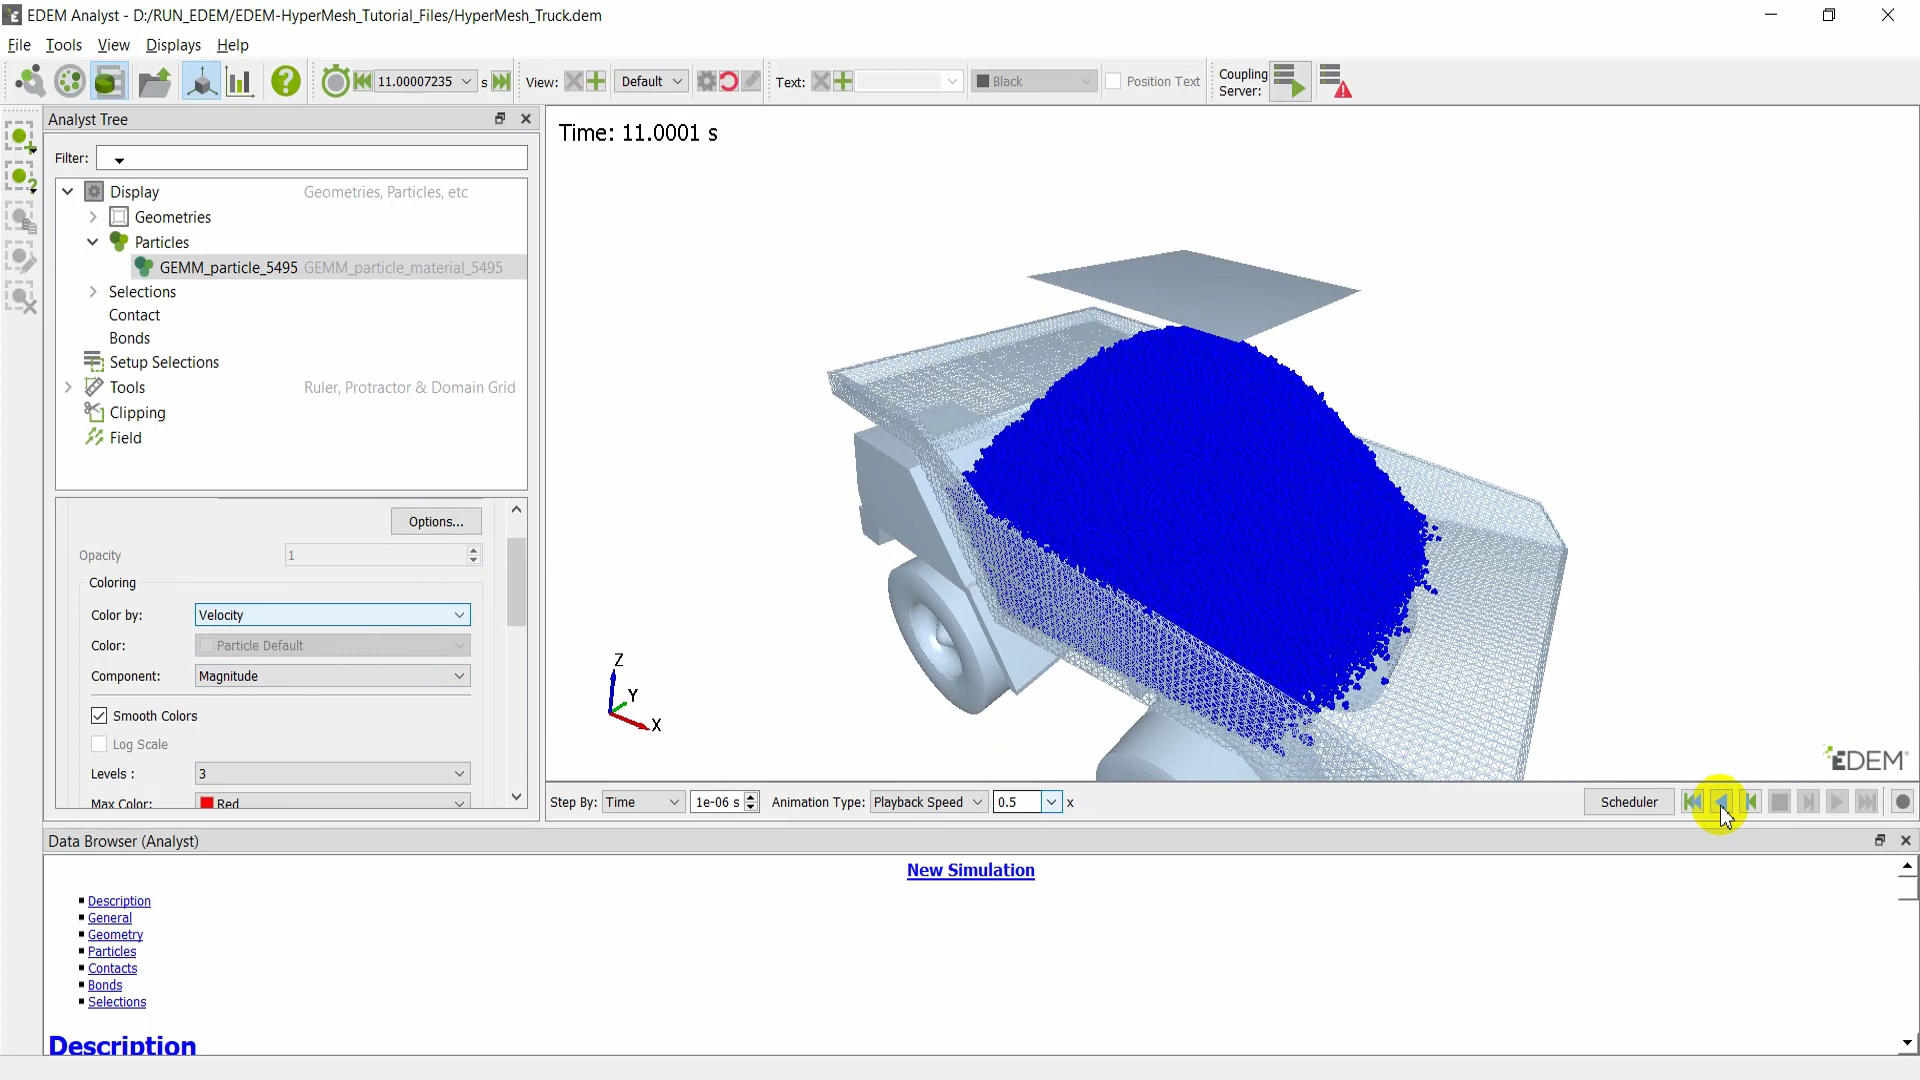 EDEM Analyst - D:/RUN_EDEM/EDEM-HyperMesh_Tutorial_Files/HyperMesh_Truck.dem
File Tools View Displays Help
11.00007235 s View: Default Text: Black Position Text Coupling Server:
Analyst Tree
Filter:
Display Geometries, Particles, etc
Geometries
Particles
GEMM_particle_5495 GEMM_particle_material_5495
Selections
Contact
Bonds
Setup Selections
Tools Ruler, Protractor & Domain Grid
Clipping
Field
Options...
Opacity 1
Coloring
Color by: Velocity
Color: Particle Default
Component: Magnitude
Smooth Colors
Log Scale
Levels : 3
Max Color: Red
Time: 11.0001 s
Z
Y
X
EDEM
Step By: Time 1e-06 s Animation Type: Playback Speed 0.5 x Scheduler
Data Browser (Analyst)
New Simulation
Description
General
Geometry
Particles
Contacts
Bonds
Selections
Description